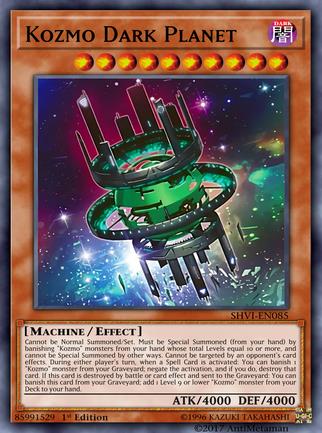 Kozmo Dark Planet
DARK
闇
SHVI-EN085
[Machine / Effect]
Cannot be Normal Summoned/Set. Must be Special Summoned (from your hand) by
banishing "Kozmo" monsters from your hand whose total Levels equal 10 or more, and
cannot be Special Summoned by other ways. Cannot be targeted by an opponent's card
effects. During either player's turn, when a Spell Card is activated: You can banish 1
"Kozmo" monster from your Graveyard; negate the activation, and if you do, destroy that
card. If this card is destroyed by battle or card effect and sent to the Graveyard: You can
banish this card from your Graveyard; add 1 Level 9 or lower "Kozmo" monster from your
Deck to your hand.
ATK/4000 DEF/4000
85991529 1st Edition ©1996 KAZUKI TAKAHASHI
©2017 AntiMetaman